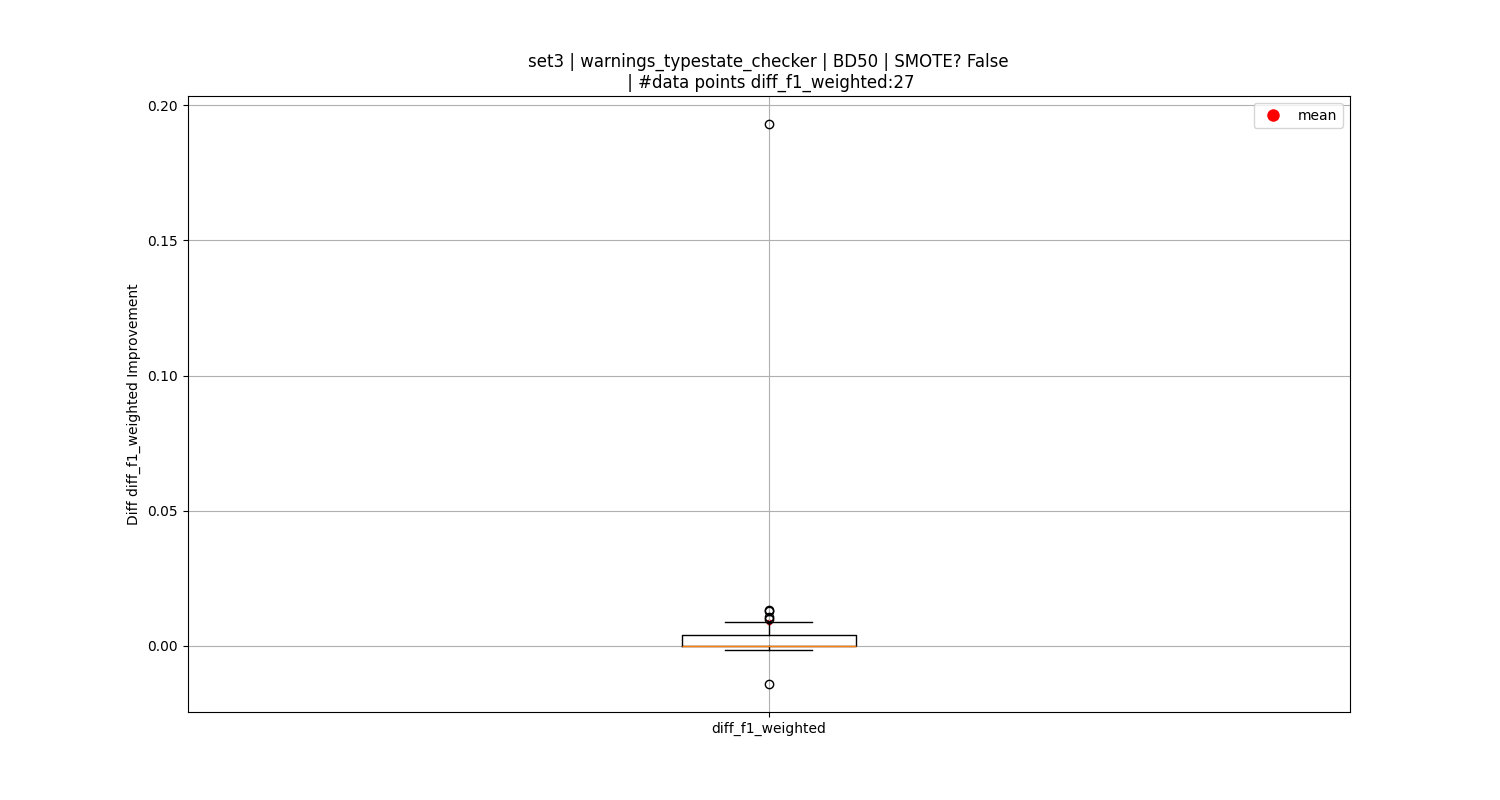 set3 | warnings_typestate_checker | BD50 | SMOTE? False
| #data points diff_f1_weighted:27
mean
0.20
0.15
0.10
0.05
0.00
Diff diff_f1_weighted Improvement
diff_f1_weighted